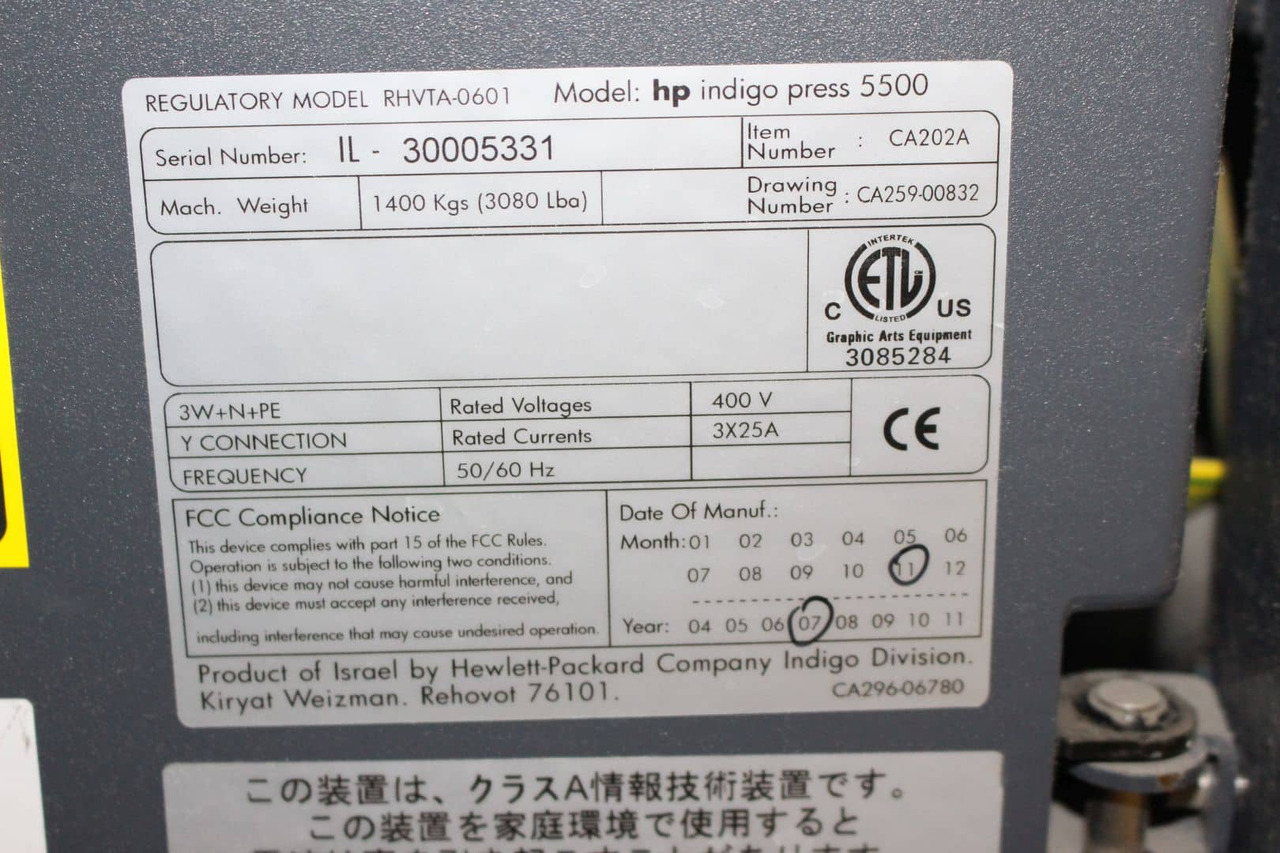 REGULATORY MODEL RHVTA-0601 Model: hp indigo press 5500
Serial Number: IL - 30005331
Item Number : CA202A
Mach. Weight 1400 Kgs (3080 Lba)
Drawing Number : CA259-00832
INTERTEK
ETL CM
LISTED
C US
Graphic Arts Equipment
3085284
3W+N+PE Rated Voltages 400 V
Y CONNECTION Rated Currents 3X25A
FREQUENCY 50/60 Hz
CE
FCC Compliance Notice
This device complies with part 15 of the FCC Rules.
Operation is subject to the following two conditions.
(1) this device may not cause harmful interference, and
(2) this device must accept any interference received,
including interference that may cause undesired operation.
Date Of Manuf.:
Month: 01 02 03 04 05 06
07 08 09 10 11 12
Year: 04 05 06 07 08 09 10 11
Product of Israel by Hewlett-Packard Company Indigo Division.
Kiryat Weizman. Rehovot 76101.
CA296-06780
この装置は、クラスA情報技術装置です。
この装置を家庭環境で使用すると